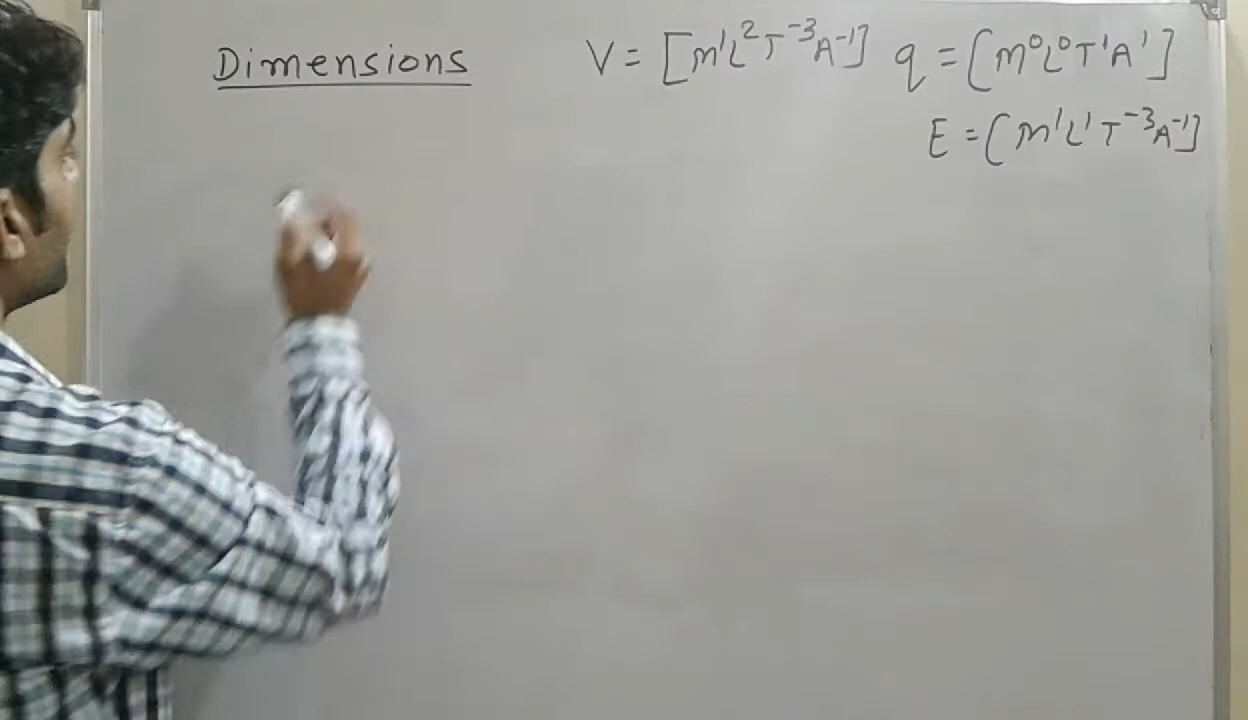 Dimensions V = [M¹L²T⁻³A⁻¹] q = [M⁰L⁰T¹A¹]
E = [M¹L¹T⁻³A⁻¹]